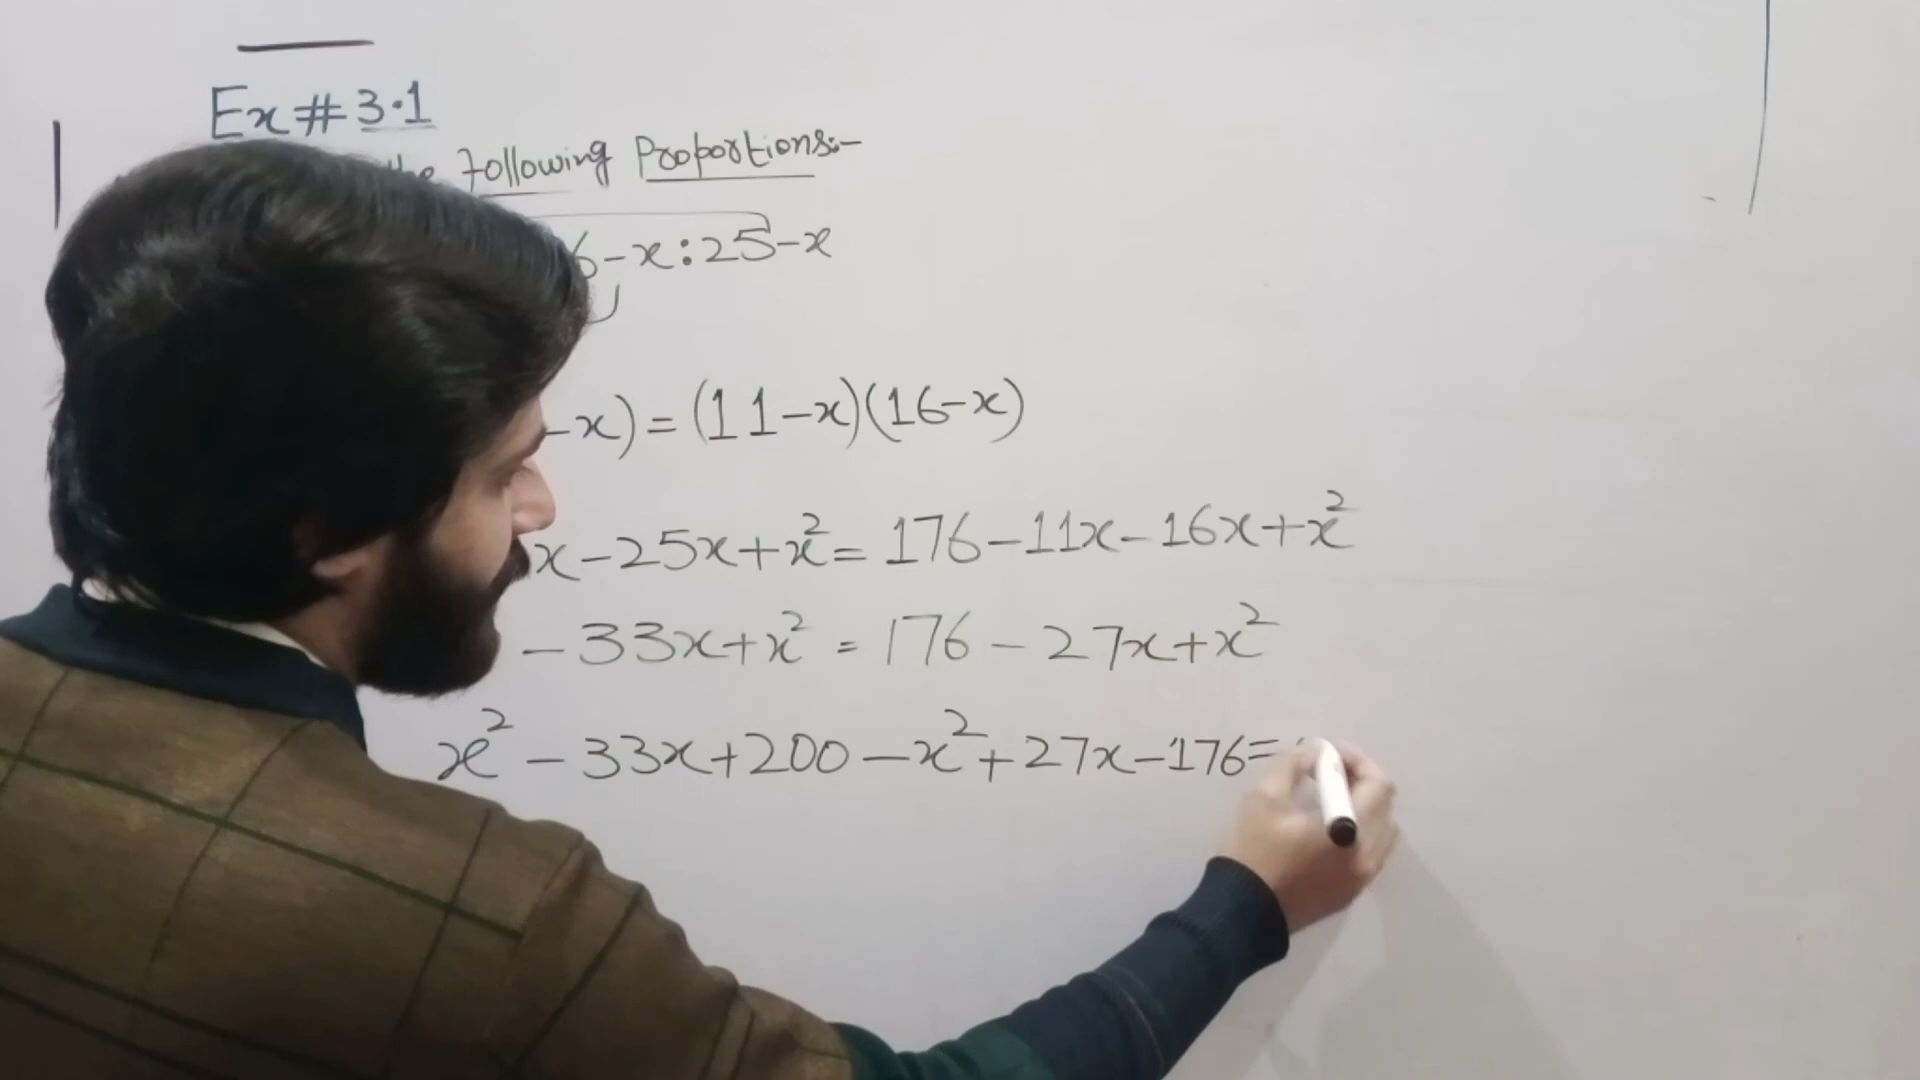 Ex # 3.1
the Following Proportions:-
6-x:25-x
-x) = (11-x)(16-x)
x-25x+x²= 176-11x-16x+x²
-33x+x² = 176-27x+x²
x²-33x+200-x²+27x-176=